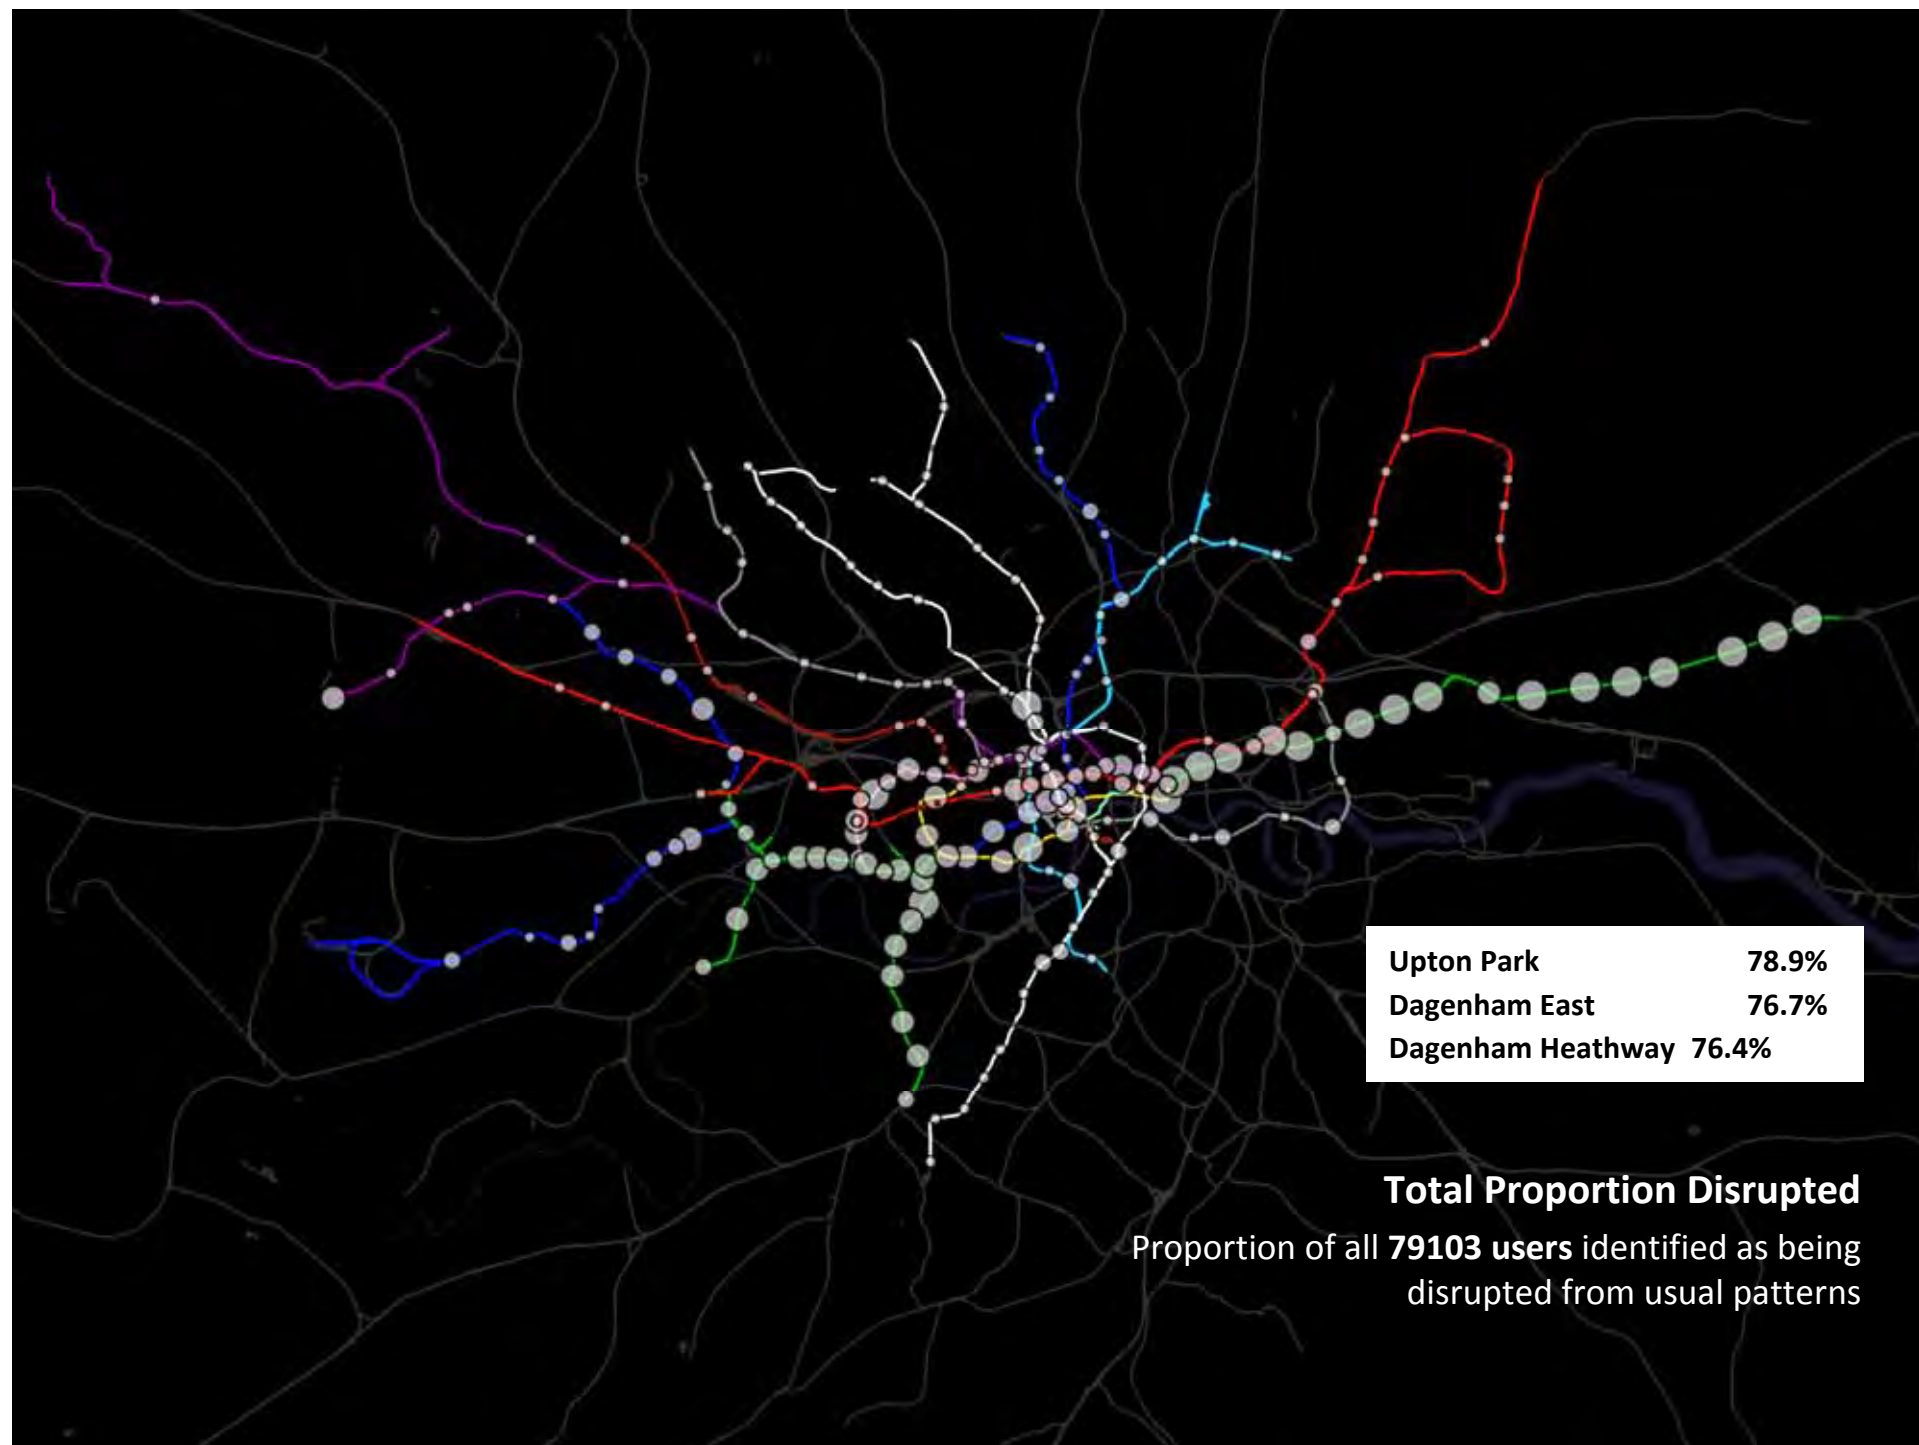 Upton Park 78.9%
Dagenham East 76.7%
Dagenham Heathway 76.4%
Total Proportion Disrupted
Proportion of all 79103 users identified as being
disrupted from usual patterns